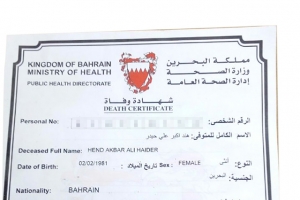 KINGDOM OF BAHRAIN مملكة البحرين
MINISTRY OF HEALTH وزارة الصحة
PUBLIC HEALTH DIRECTORATE إدارة الصحة العامة
شهادة وفاة
DEATH CERTIFICATE
Personal No الرقم الشخصي:
الاسم الكامل للمتوفى: هند اكبر علي حيدر
Deceased Full Name: HEND AKBAR ALI HAIDER
Date of Birth: 02/02/1981 تاريخ الميلاد: Sex: FEMALE أنثى النوع:
Nationality: BAHRAIN البحرين الجنسية: